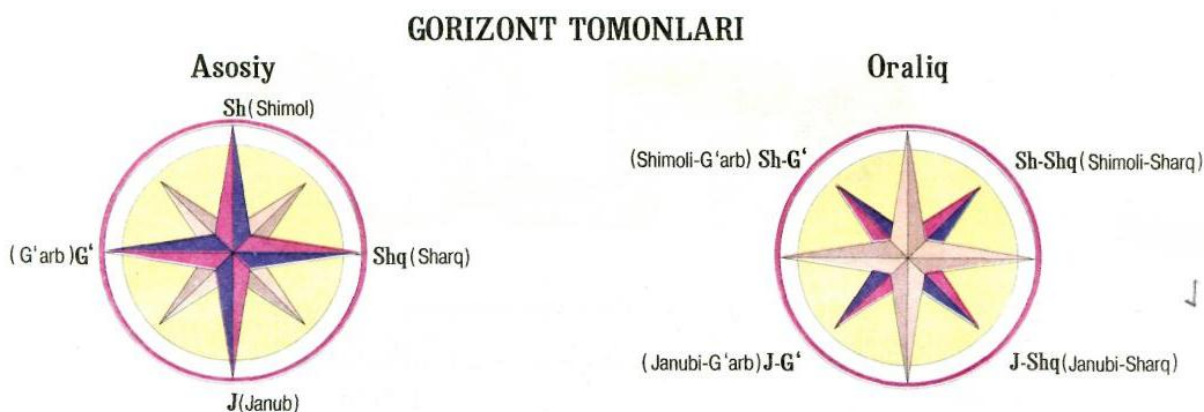 GORIZONT TOMONLARI
Asosiy
Sh (Shimol)
(G‘arb) G‘
Shq (Sharq)
J (Janub)
Oraliq
(Shimoli-G‘arb) Sh-G‘
Sh-Shq (Shimoli-Sharq)
(Janubi-G‘arb) J-G‘
J-Shq (Janubi-Sharq)